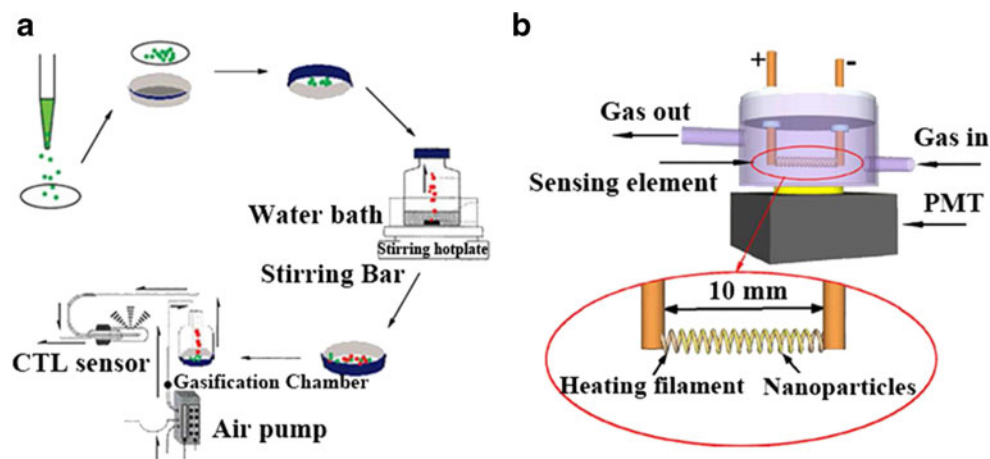 a
Water bath
Stirring hotplate
Stirring Bar
CTL sensor
Gasification Chamber
Air pump
b
+ -
Gas out
Gas in
Sensing element
PMT
10 mm
Heating filament
Nanoparticles